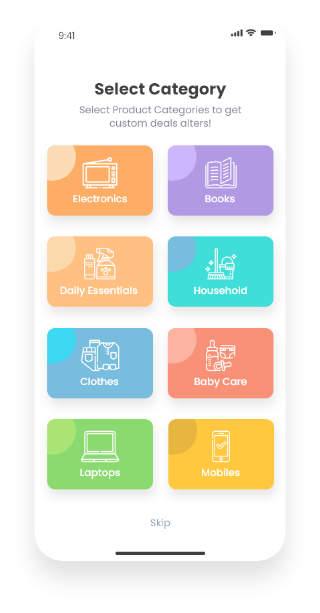 9:41
Select Category
Select Product Categories to get
custom deals alters!
Electronics
Books
Daily Essentials
Household
Clothes
Baby Care
Laptops
Mobiles
Skip